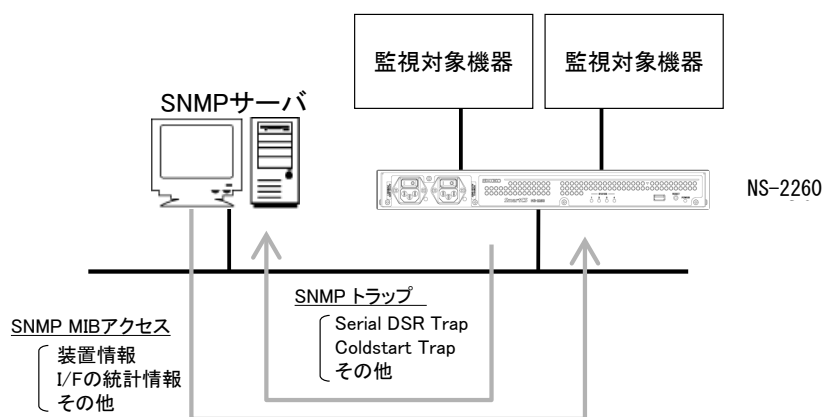 監視対象機器
監視対象機器
SNMPサーバ
NS-2260
SNMP トラップ
Serial DSR Trap
Coldstart Trap
その他
SNMP MIBアクセス
装置情報
I/Fの統計情報
その他